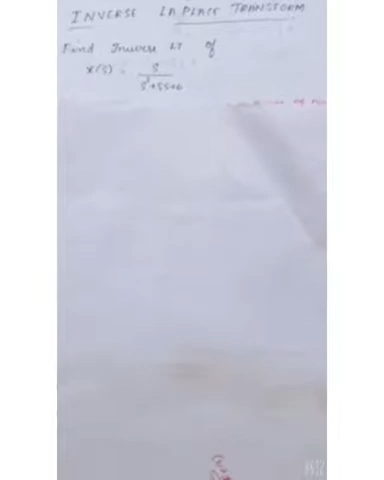 INVERSE LAPLACE TRANSFORM
Find Inverse LT of
X(S) = S
S²+5S+6